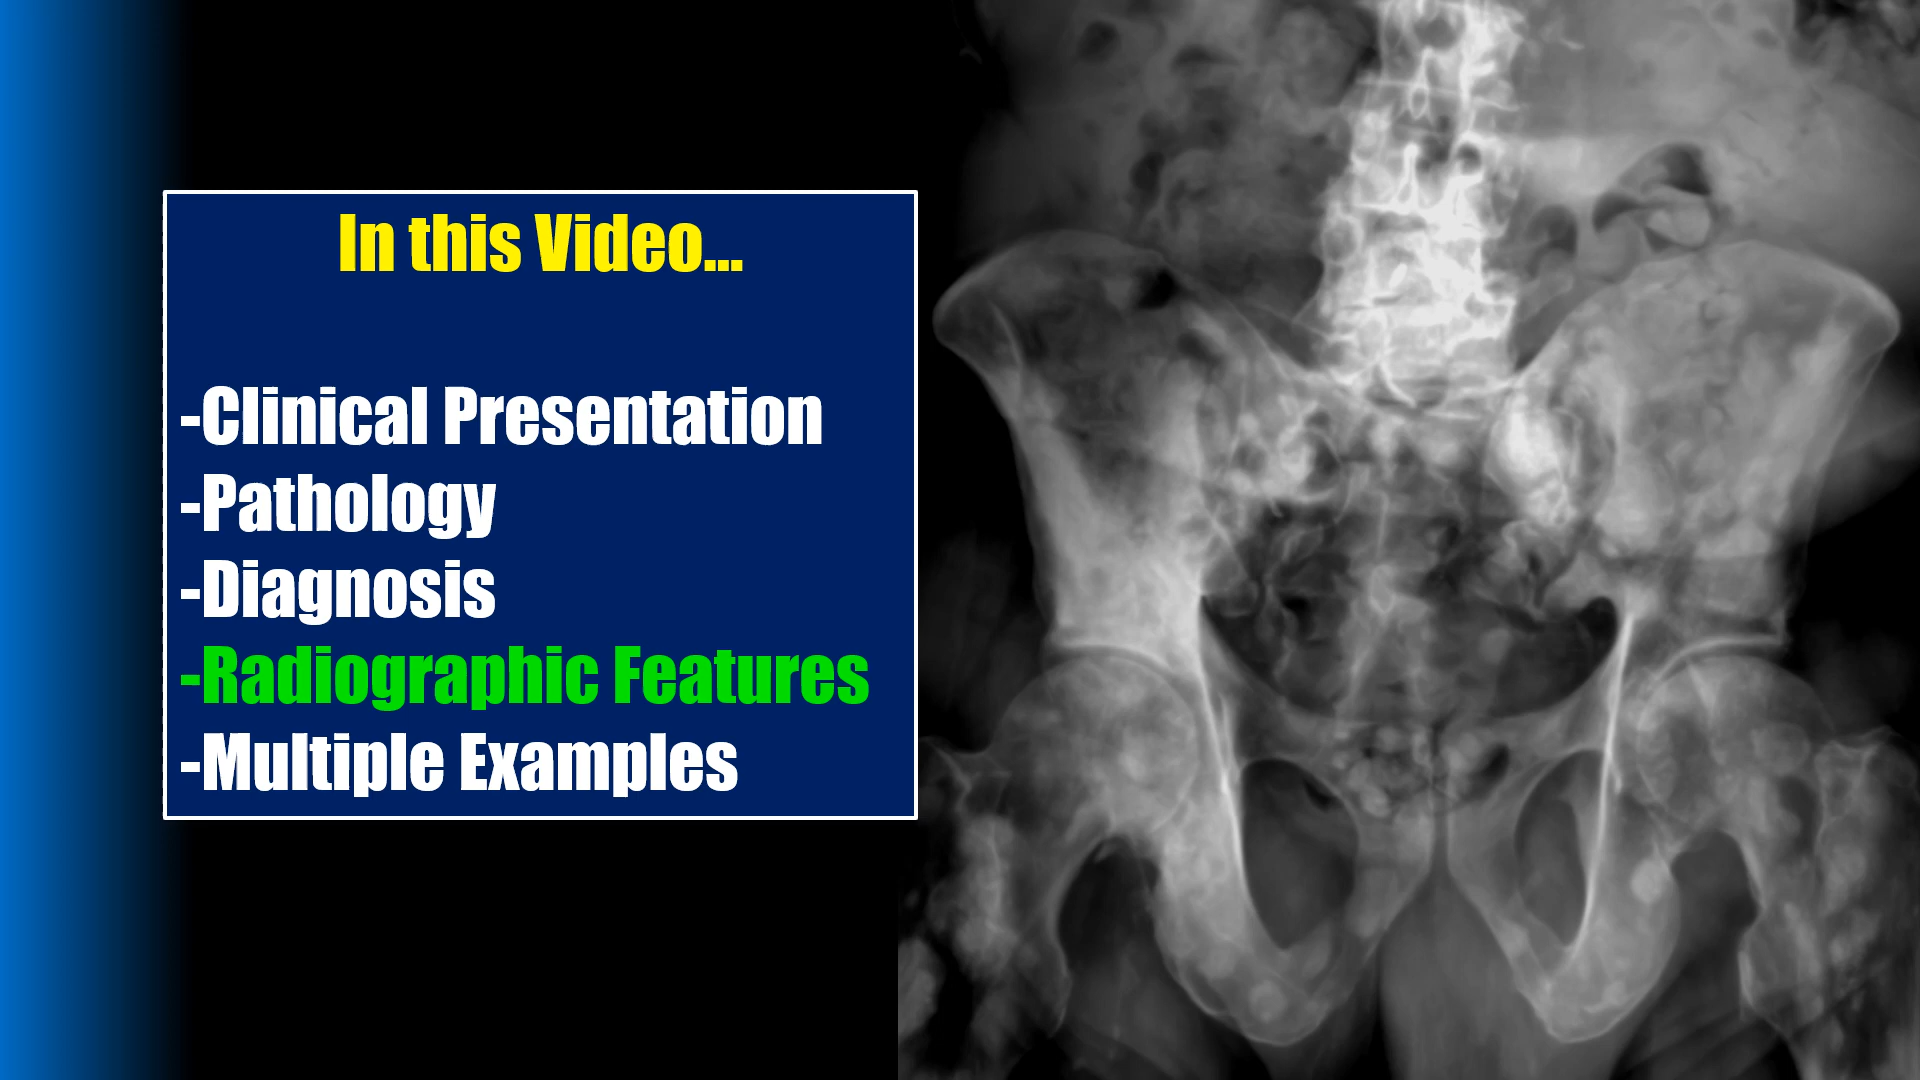 In this Video...
-Clinical Presentation
-Pathology
-Diagnosis
-Radiographic Features
-Multiple Examples